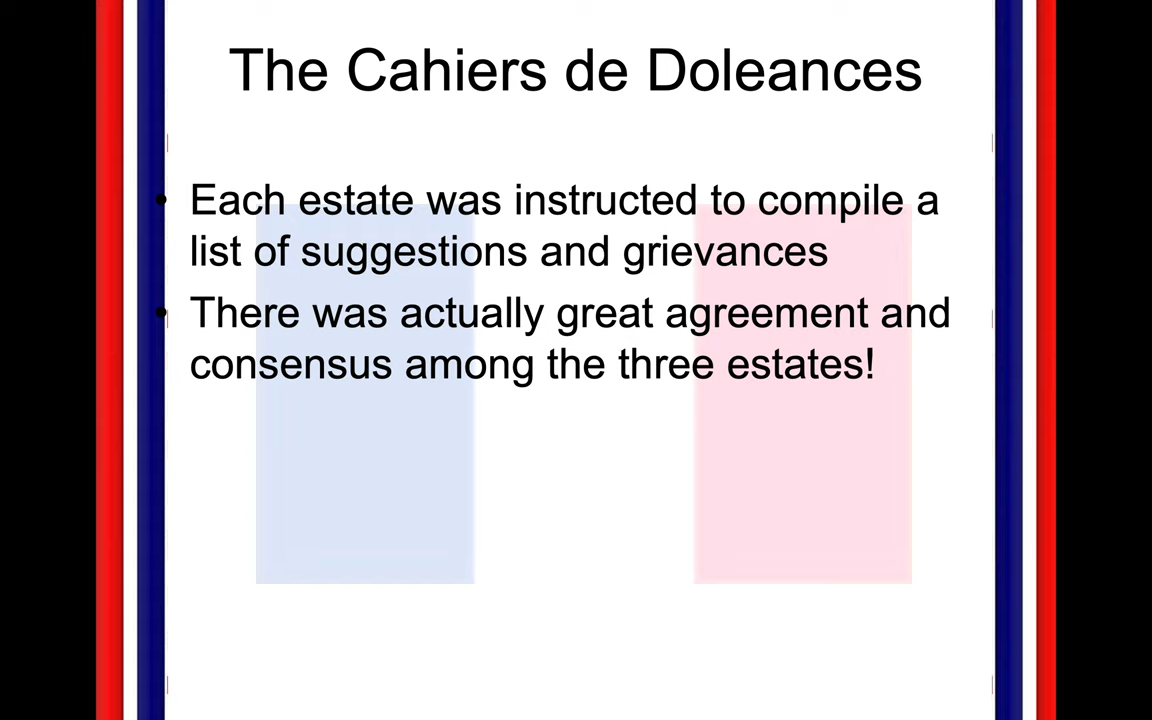 The Cahiers de Doleances
• Each estate was instructed to compile a
list of suggestions and grievances
• There was actually great agreement and
consensus among the three estates!